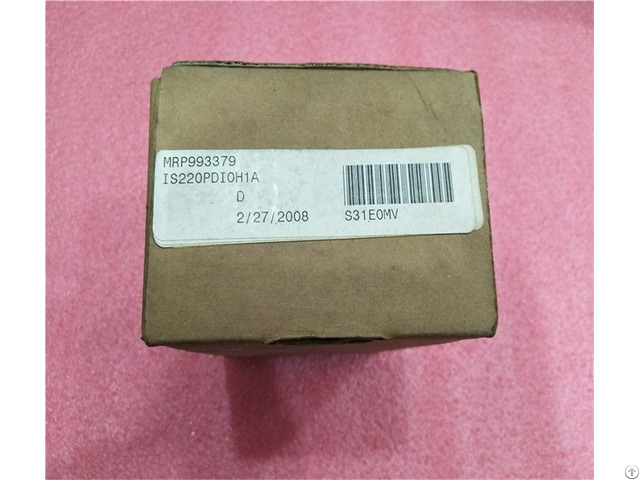 MRP993379
IS220PDIOH1A
D
2/27/2008 S31E0MV